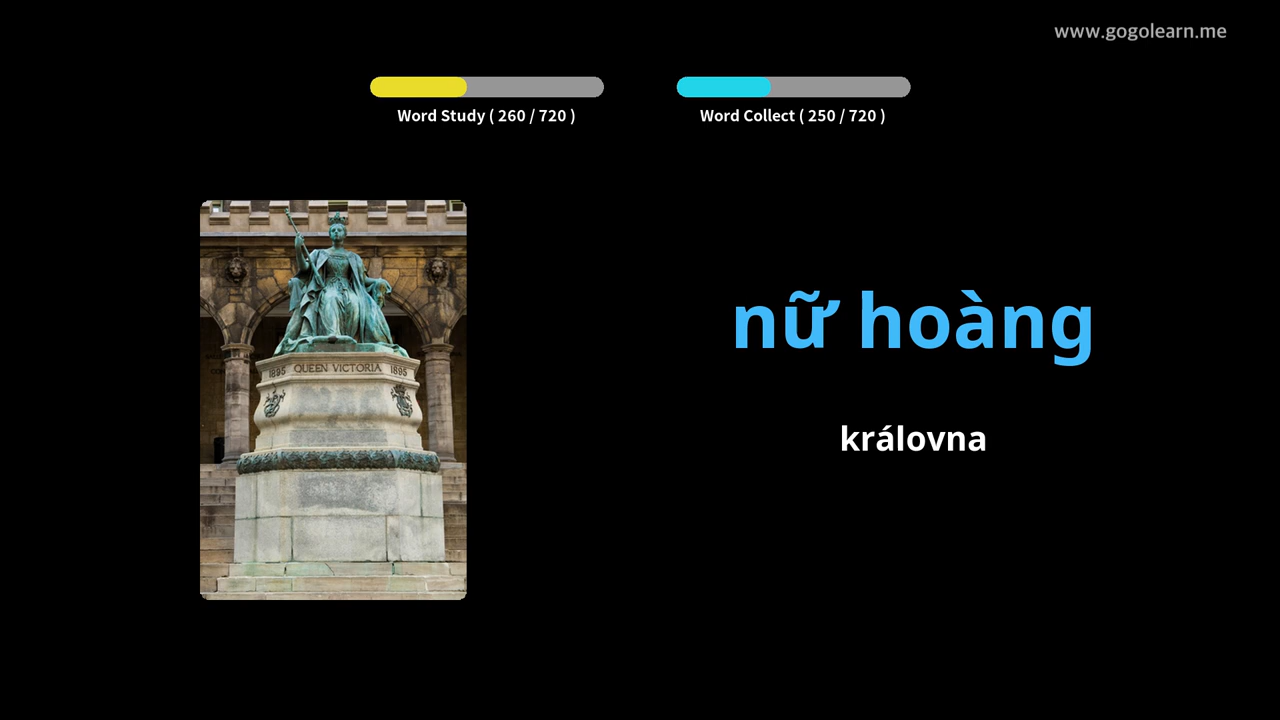 www.gogolearn.me
Word Study ( 260 / 720 )
Word Collect ( 250 / 720 )
nữ hoàng
královna
1895 QUEEN VICTORIA 1895